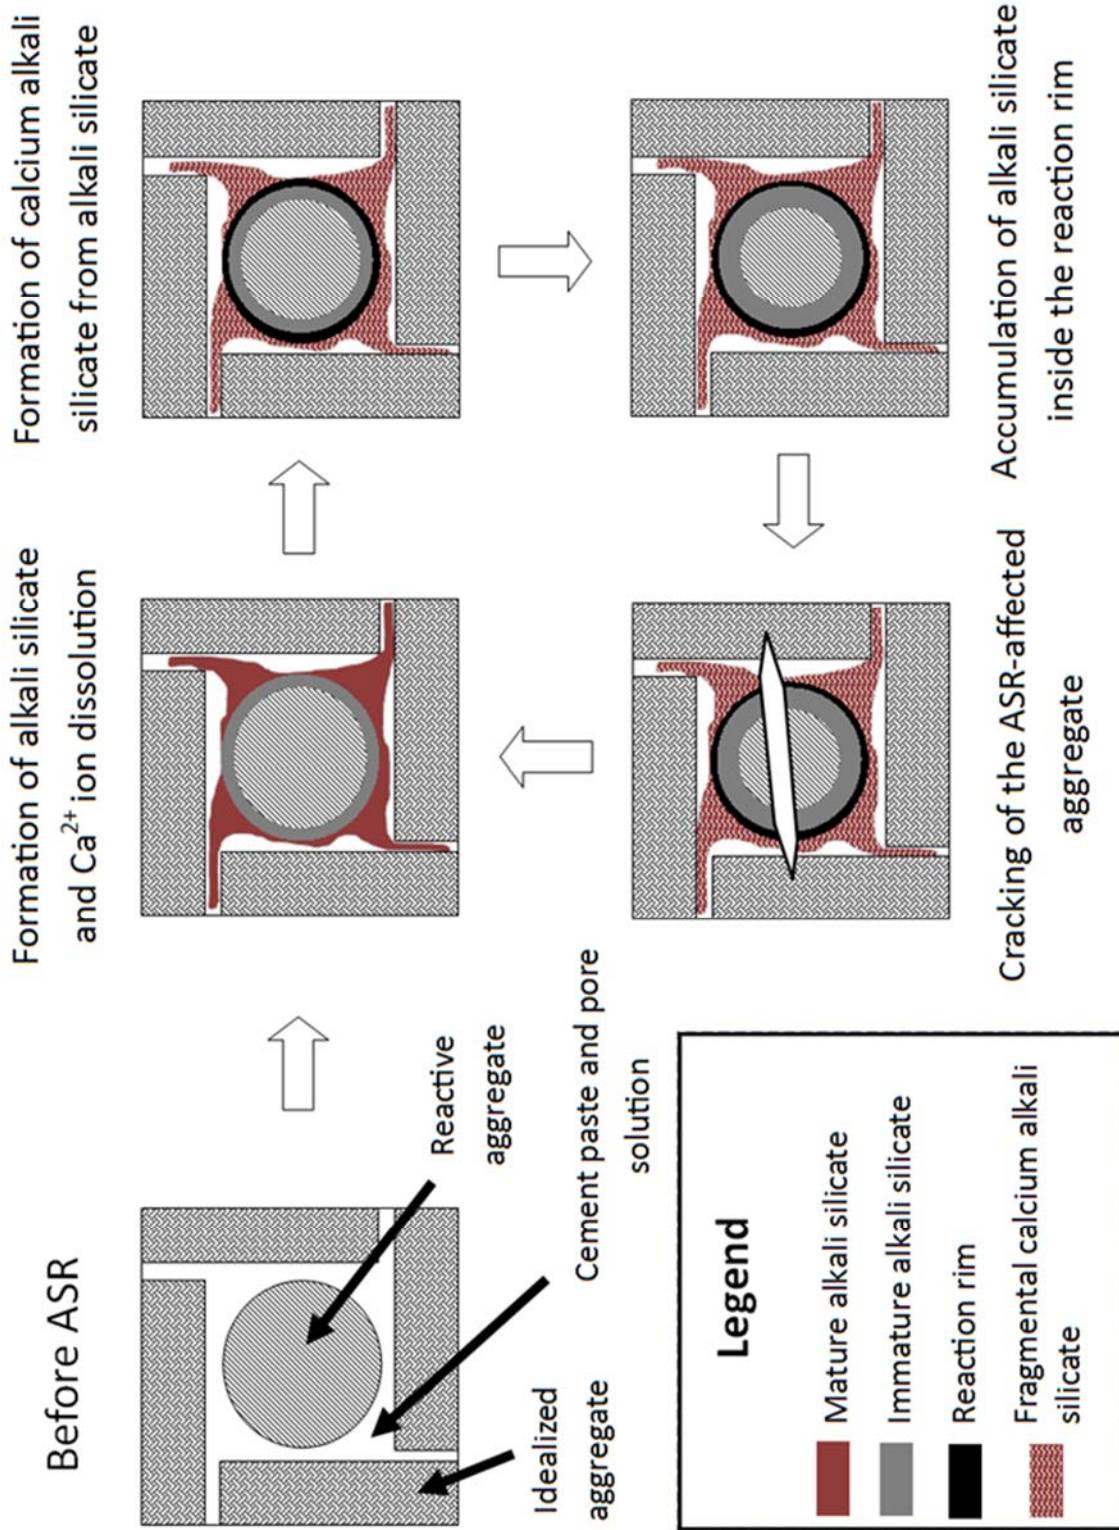 Before ASR
Formation of alkali silicate
and Ca²⁺ ion dissolution
Formation of calcium alkali
silicate from alkali silicate
Reactive
aggregate
Cement paste and pore
solution
Idealized
aggregate
Cracking of the ASR-affected
aggregate
Accumulation of alkali silicate
inside the reaction rim
Legend
Mature alkali silicate
Immature alkali silicate
Reaction rim
Fragmental calcium alkali
silicate